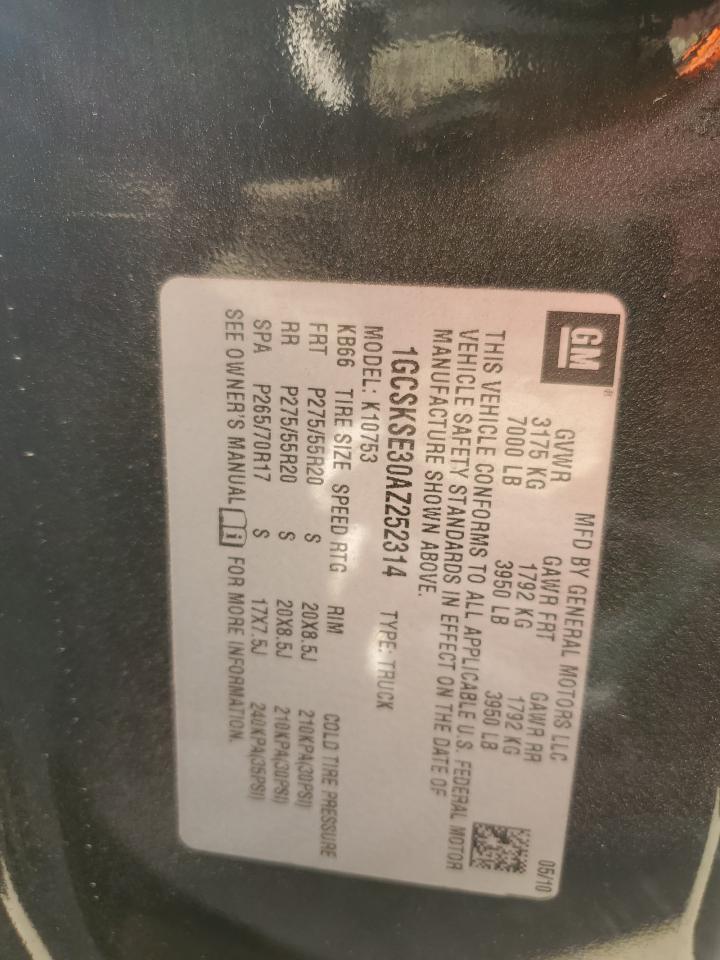 GM®
MFD BY GENERAL MOTORS LLC 05/10
GVWR GAWR FRT GAWR RR
3175 KG 1792 KG 1792 KG
7000 LB 3950 LB 3950 LB
THIS VEHICLE CONFORMS TO ALL APPLICABLE U.S. FEDERAL MOTOR
VEHICLE SAFETY STANDARDS IN EFFECT ON THE DATE OF
MANUFACTURE SHOWN ABOVE.
1GCSKSE30AZ252314 TYPE: TRUCK
MODEL: K10753
KB66 TIRE SIZE SPEED RTG RIM COLD TIRE PRESSURE
FRT P275/55R20 S 20X8.5J 210KPA(30PSI)
RR P275/55R20 S 20X8.5J 210KPA(30PSI)
SPA P265/70R17 S 17X7.5J 240KPA(35PSI)
SEE OWNER'S MANUAL i FOR MORE INFORMATION.